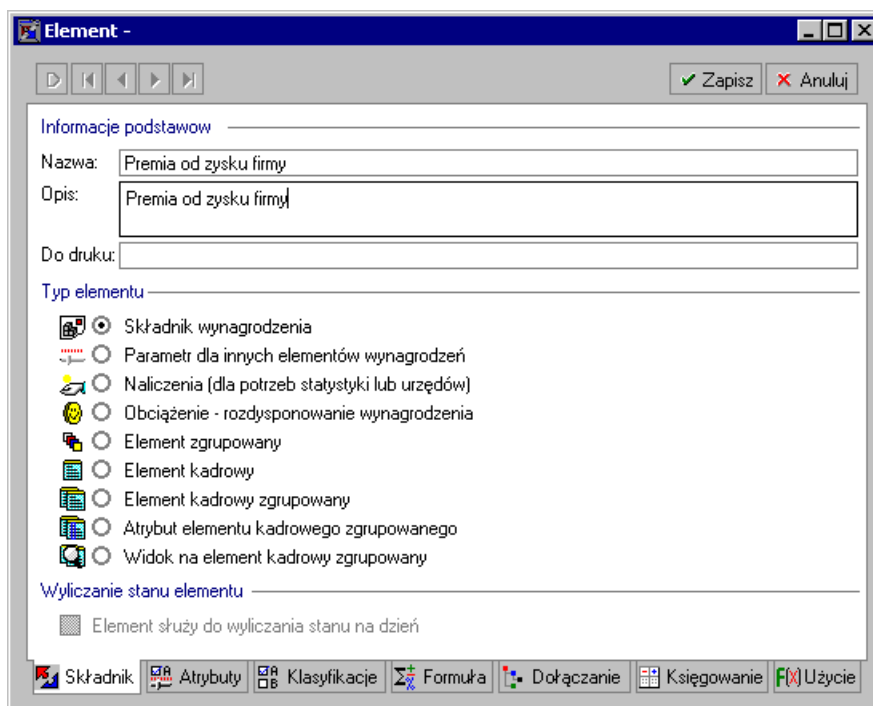 Element -
Zapisz Anuluj
Informacje podstawow
Nazwa: Premia od zysku firmy
Opis: Premia od zysku firmy
Do druku:
Typ elementu
Składnik wynagrodzenia
Parametr dla innych elementów wynagrodzeń
Naliczenia (dla potrzeb statystyki lub urzędów)
Obciążenie - rozdysponowanie wynagrodzenia
Element zgrupowany
Element kadrowy
Element kadrowy zgrupowany
Atrybut elementu kadrowego zgrupowanego
Widok na element kadrowy zgrupowany
Wyliczanie stanu elementu
Element służy do wyliczania stanu na dzień
Składnik Atrybuty Klasyfikacje Formuła Dołączanie Księgowanie F(X) Użycie